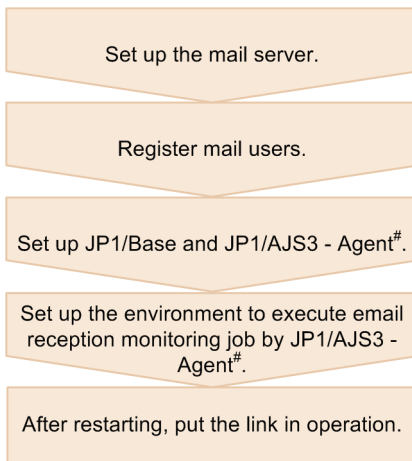 Set up the mail server.
Register mail users.
Set up JP1/Base and JP1/AJS3 - Agent#.
Set up the environment to execute email
reception monitoring job by JP1/AJS3 -
Agent#.
After restarting, put the link in operation.